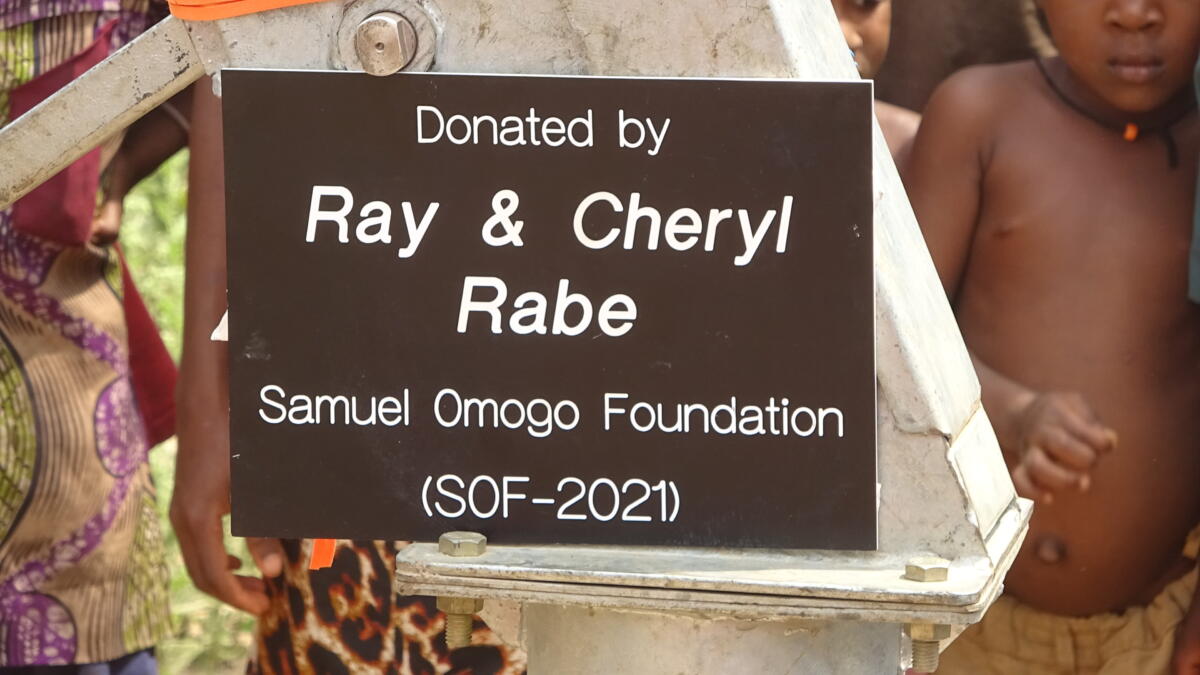 Donated by
Ray & Cheryl
Rabe
Samuel Omogo Foundation
(SOF-2021)